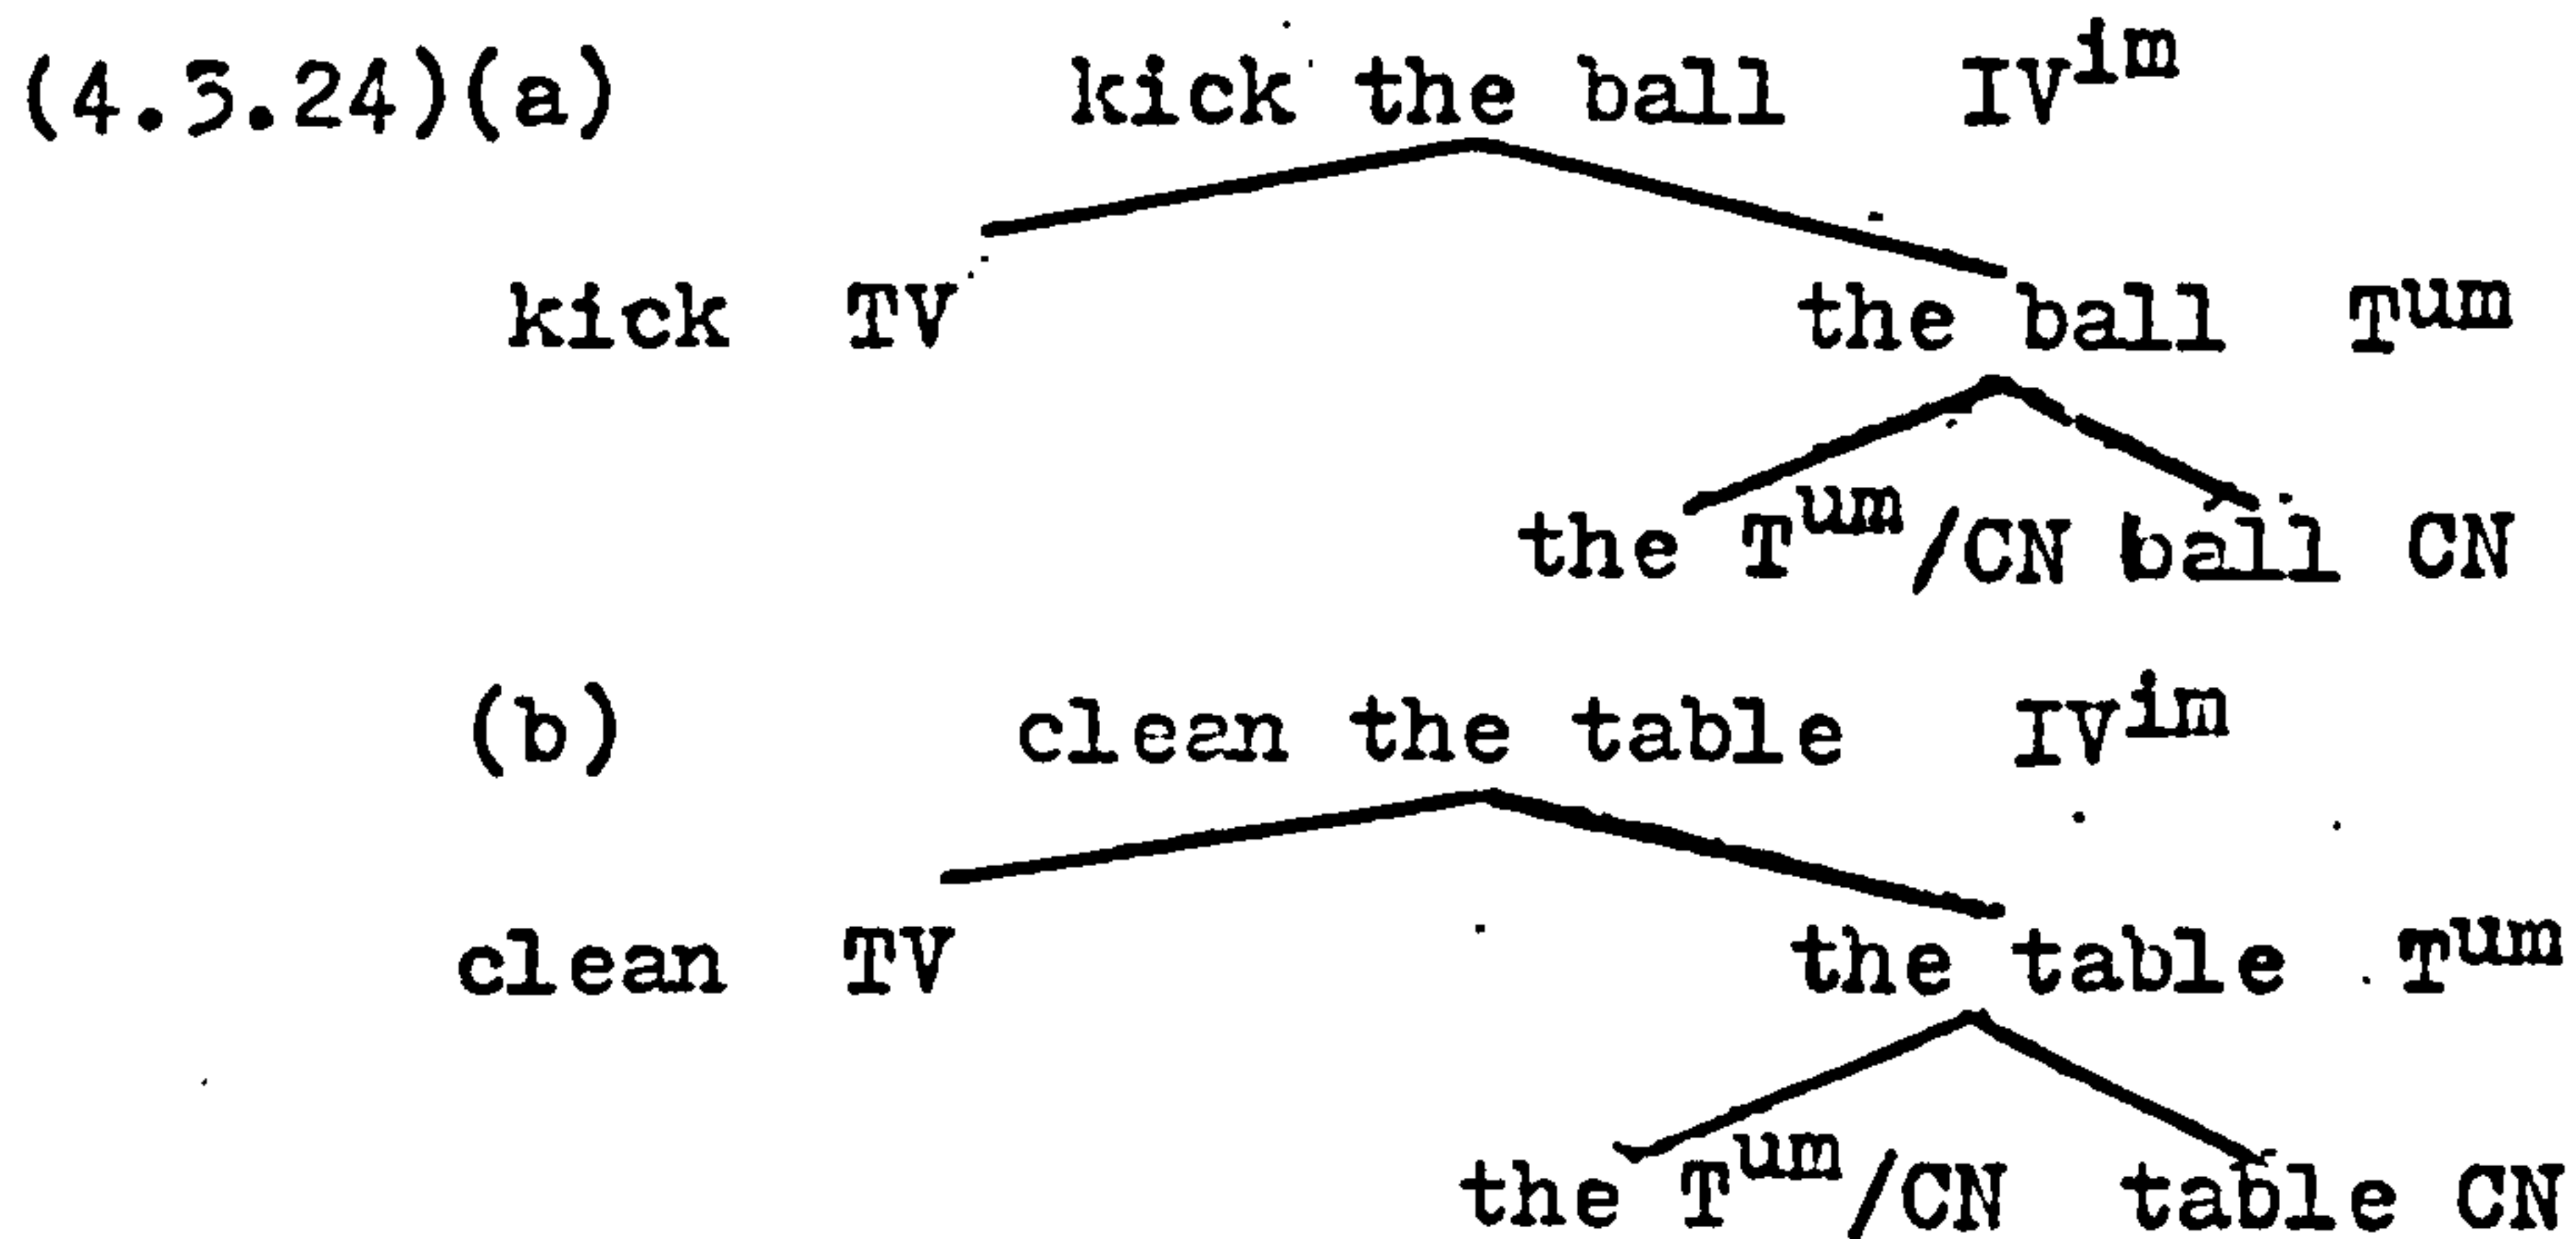 (4.3.24)(a) kick the ball IV^im
kick TV the ball T^um
the T^um/CN ball CN
(b) clean the table IV^im
clean TV the table T^um
the T^um/CN table CN